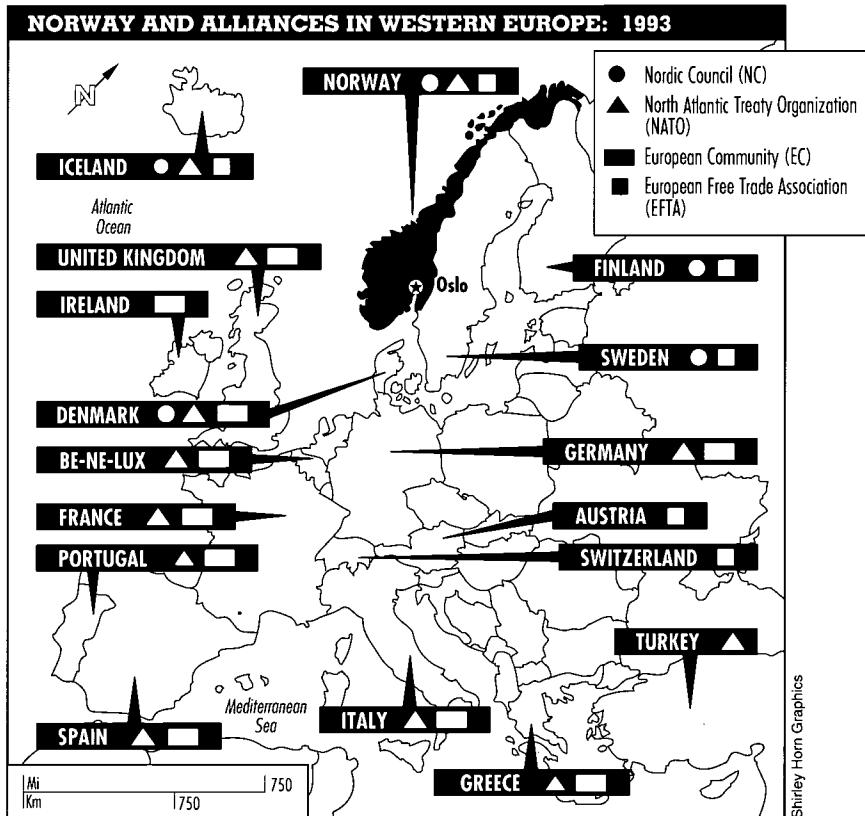 NORWAY AND ALLIANCES IN WESTERN EUROPE: 1993
N
NORWAY
Nordic Council (NC)
North Atlantic Treaty Organization
(NATO)
European Community (EC)
European Free Trade Association
(EFTA)
ICELAND
Atlantic
Ocean
UNITED KINGDOM
FINLAND
Oslo
IRELAND
SWEDEN
DENMARK
BE-NE-LUX
GERMANY
FRANCE
AUSTRIA
PORTUGAL
SWITZERLAND
TURKEY
Mediterranean
Sea
SPAIN
ITALY
GREECE
Mi 750
Km 750
Shirley Horn Graphics